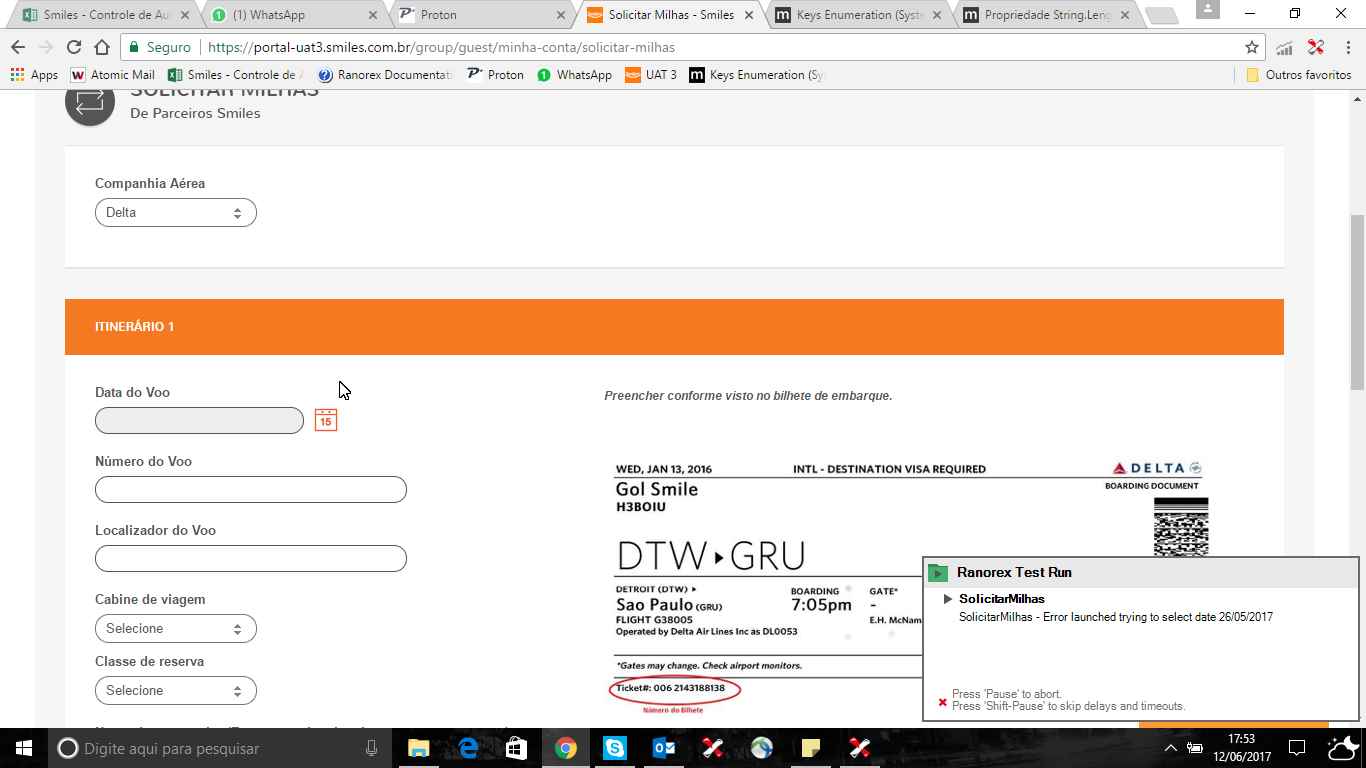 Smiles - Controle de Au
(1) WhatsApp
Proton
Solicitar Milhas - Smiles
Keys Enumeration (Syste
Propriedade String.Leng
Seguro
https://portal-uat3.smiles.com.br/group/guest/minha-conta/solicitar-milhas
Apps
Atomic Mail
Smiles - Controle de A
Ranorex Documentati
Proton
WhatsApp
UAT 3
Keys Enumeration (Sy
Outros favoritos
SOLICITAR MILHAS
De Parceiros Smiles
Companhia Aérea
Delta
ITINERÁRIO 1
Data do Voo
15
Número do Voo
Localizador do Voo
Cabine de viagem
Selecione
Classe de reserva
Selecione
Preencher conforme visto no bilhete de embarque.
WED, JAN 13, 2016
INTL - DESTINATION VISA REQUIRED
DELTA
BOARDING DOCUMENT
Gol Smile
H3BOIU
DTW GRU
DETROIT (DTW)
BOARDING
GATE*
Sao Paulo (GRU)
7:05pm
-
FLIGHT G38005
E.H. McNam
Operated by Delta Air Lines Inc as DL0053
*Gates may change. Check airport monitors.
Ticket#: 006 2143188138
Número do Bilhete
Ranorex Test Run
SolicitarMilhas
SolicitarMilhas - Error launched trying to select date 26/05/2017
Press 'Pause' to abort.
Press 'Shift-Pause' to skip delays and timeouts.
Digite aqui para pesquisar
17:53
12/06/2017